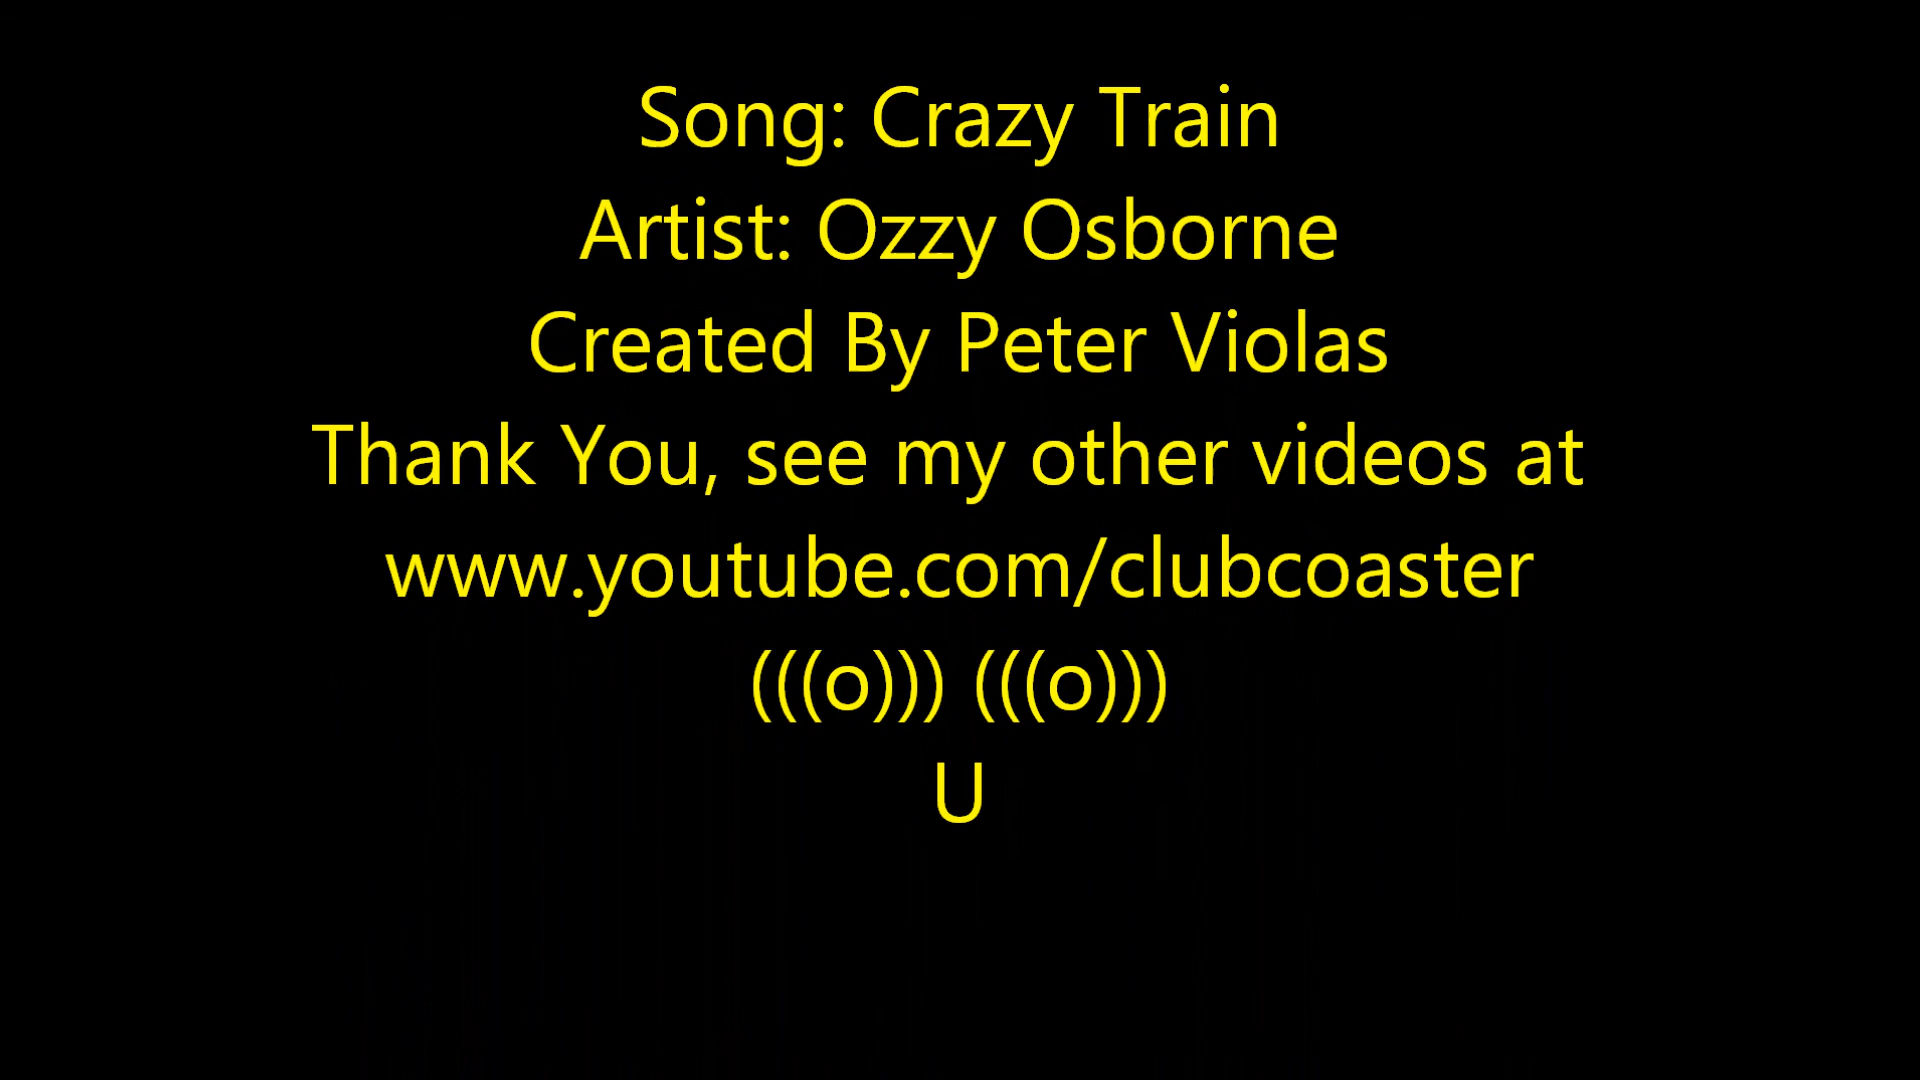 Song: Crazy Train
Artist: Ozzy Osborne
Created By Peter Violas
Thank You, see my other videos at
www.youtube.com/clubcoaster
(((o))) (((o)))
U